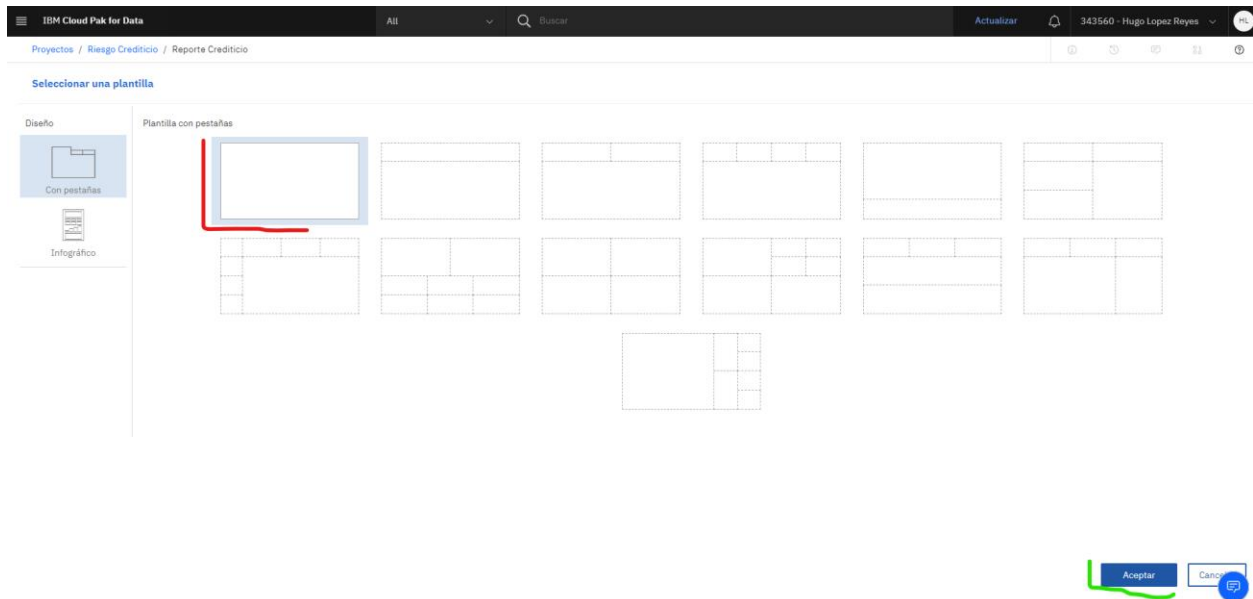 IBM Cloud Pak for Data
All
Buscar
Actualizar
343560 - Hugo Lopez Reyes
HL
Proyectos / Riesgo Crediticio / Reporte Crediticio
Seleccionar una plantilla
Diseño
Plantilla con pestañas
Con pestañas
Infográfico
Aceptar